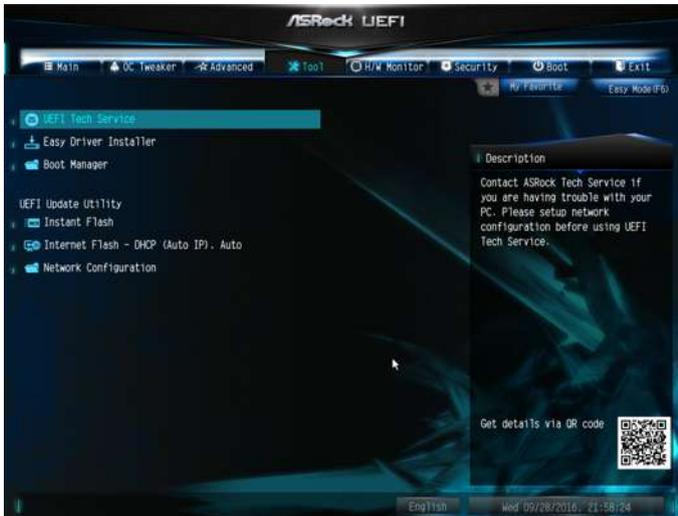 ASRock UEFI
Main
OC Tweaker
Advanced
Tool
H/W Monitor
Security
Boot
Exit
My Favorite
Easy Mode(F6)
UEFI Tech Service
Easy Driver Installer
Boot Manager
UEFI Update Utility
Instant Flash
Internet Flash - DHCP (Auto IP), Auto
Network Configuration
Description
Contact ASRock Tech Service if
you are having trouble with your
PC. Please setup network
configuration before using UEFI
Tech Service.
Get details via QR code
English
Wed 09/28/2016, 21:58:24